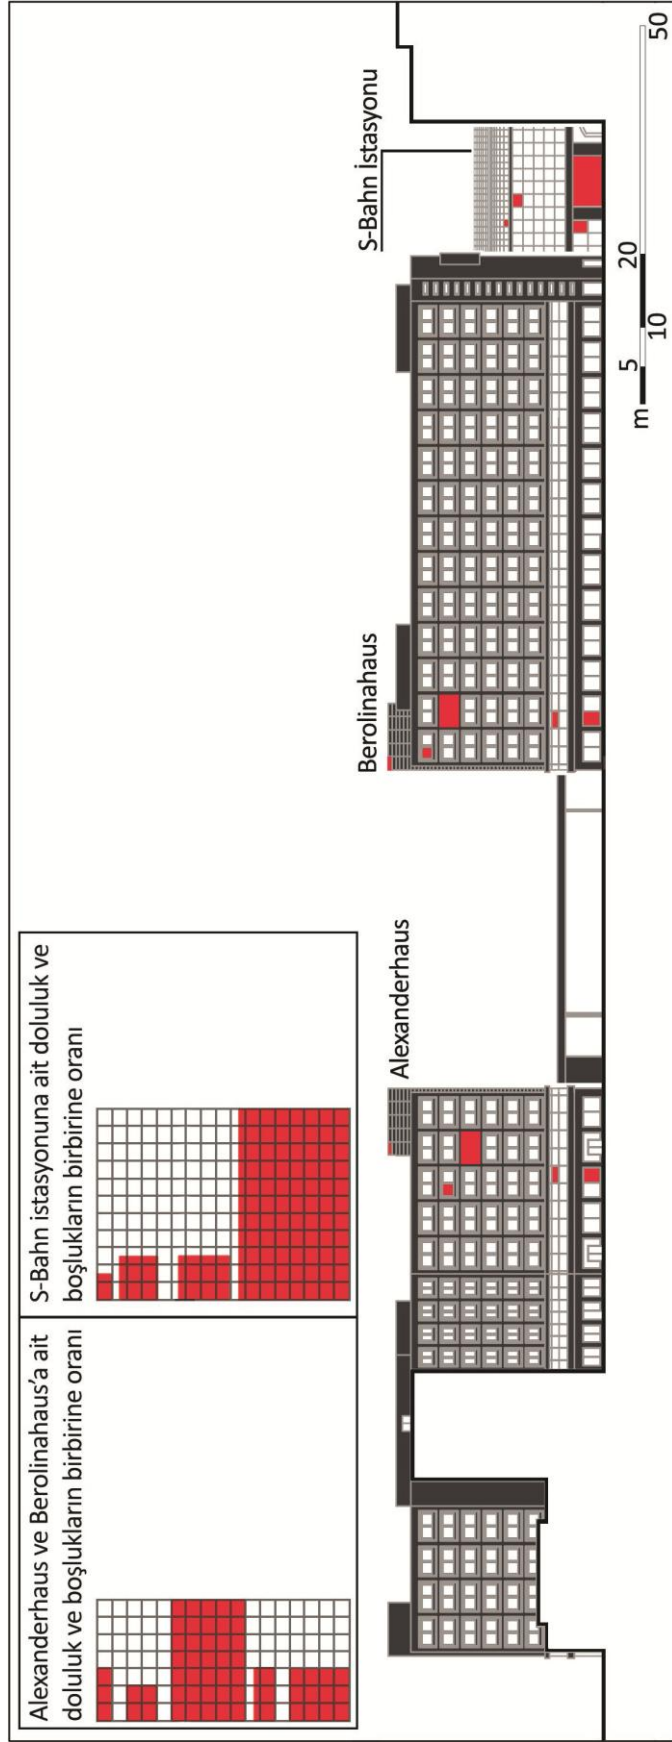 Alexanderhaus ve Berolinahaus'a ait
doluluk ve boşlukların birbirine oranı
S-Bahn istasyonuna ait doluluk ve
boşlukların birbirine oranı
Alexanderhaus
Berolinahaus
S-Bahn İstasyonu
m
5
10
20
50